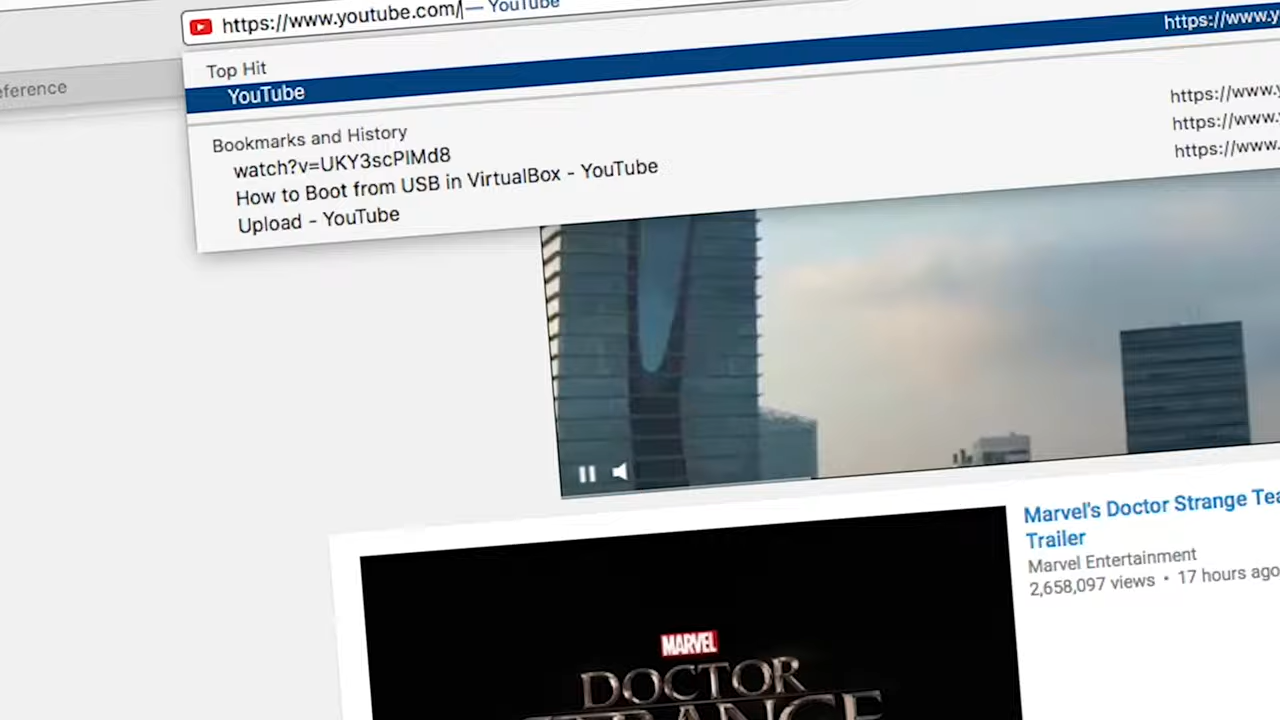 https://www.youtube.com/ — YouTube
Top Hit
https://www.y
YouTube
eference
Bookmarks and History
https://www.y
watch?v=UKY3scPlMd8
https://www.y
How to Boot from USB in VirtualBox - YouTube
https://www.
Upload - YouTube
Marvel's Doctor Strange Tea
Trailer
Marvel Entertainment
2,658,097 views • 17 hours ago
MARVEL
DOCTOR
STRANGE